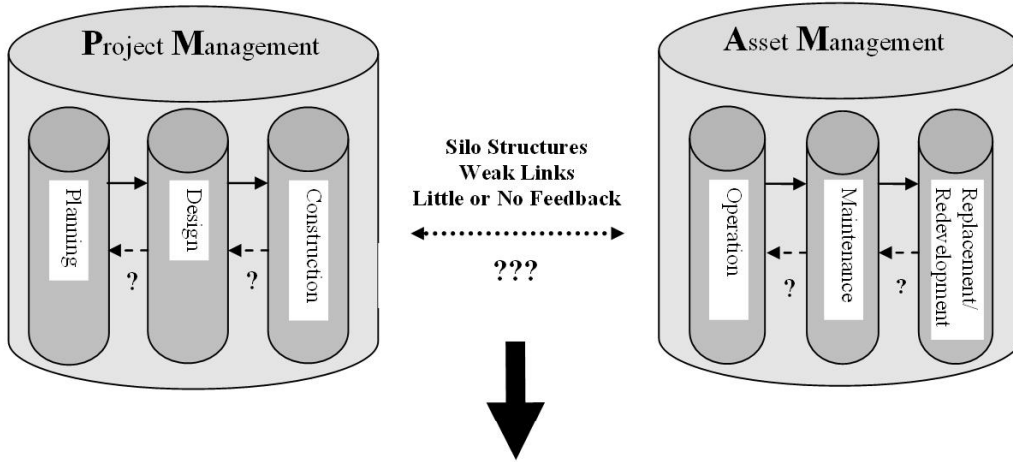 Project Management
Planning
Design
Construction
?
?
Silo Structures
Weak Links
Little or No Feedback
???
Asset Management
Operation
Maintenance
Replacement/
Redevelopment
?
?